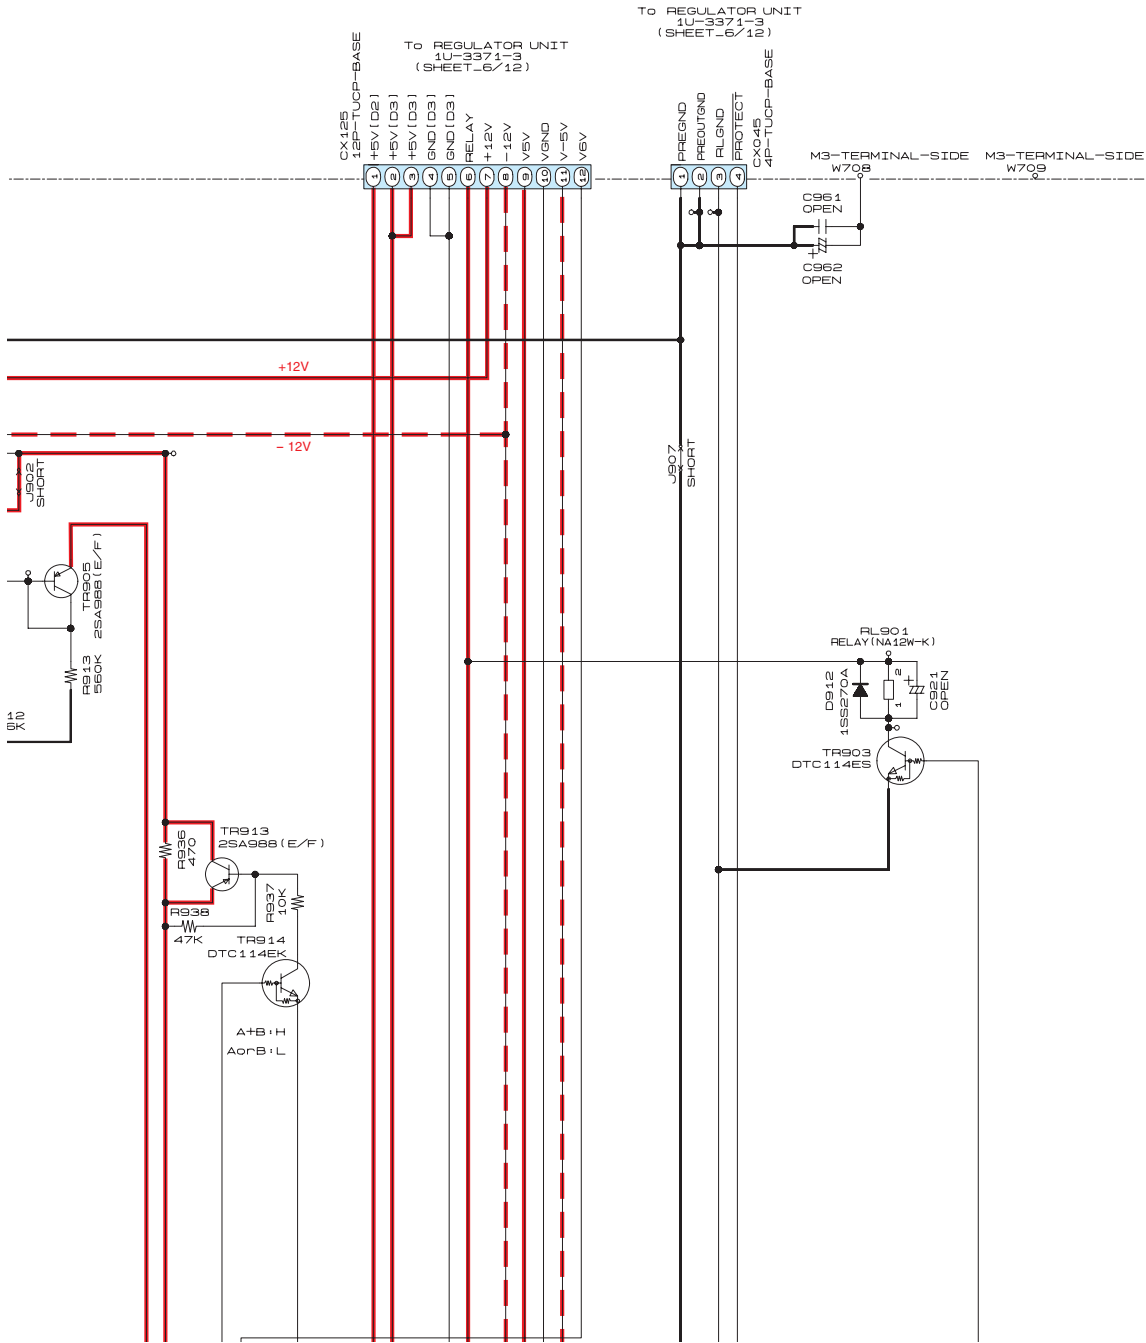 To REGULATOR UNIT
1U-3371-3
(SHEET_6/12)
To REGULATOR UNIT
1U-3371-3
(SHEET_6/12)
CX125
12P-TUCP-BASE
+5V[D2]
+5V[D3]
+5V[D3]
GND[D3]
GND[D3]
RELAY
+12V
-12V
V5V
VGND
V-5V
V6V
1 2 3 4 5 6 7 8 9 10 11 12
PREGND
PREOUTGND
RLGND
PROTECT
CX045
4P-TUCP-BASE
1 2 3 4
M3-TERMINAL-SIDE
W708
M3-TERMINAL-SIDE
W709
C961
OPEN
+
C962
OPEN
+12V
- 12V
J902
SHORT
J907
SHORT
TR905
2SA988(E/F)
R913
560K
12
RL901
RELAY(NA12W-K)
D912
1SS270A
2
1
+
C921
OPEN
TR903
DTC114ES
R936
470
TR913
2SA988(E/F)
R937
10K
R938
47K
TR914
DTC114EK
A+B:H
AorB:L